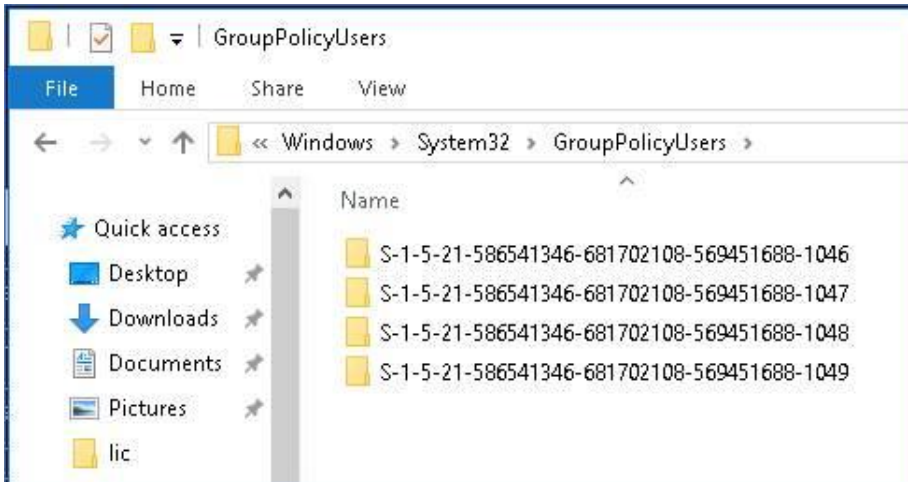 GroupPolicyUsers
File Home Share View
« Windows › System32 › GroupPolicyUsers ›
Name
Quick access
Desktop
Downloads
Documents
Pictures
lic
S-1-5-21-586541346-681702108-569451688-1046
S-1-5-21-586541346-681702108-569451688-1047
S-1-5-21-586541346-681702108-569451688-1048
S-1-5-21-586541346-681702108-569451688-1049